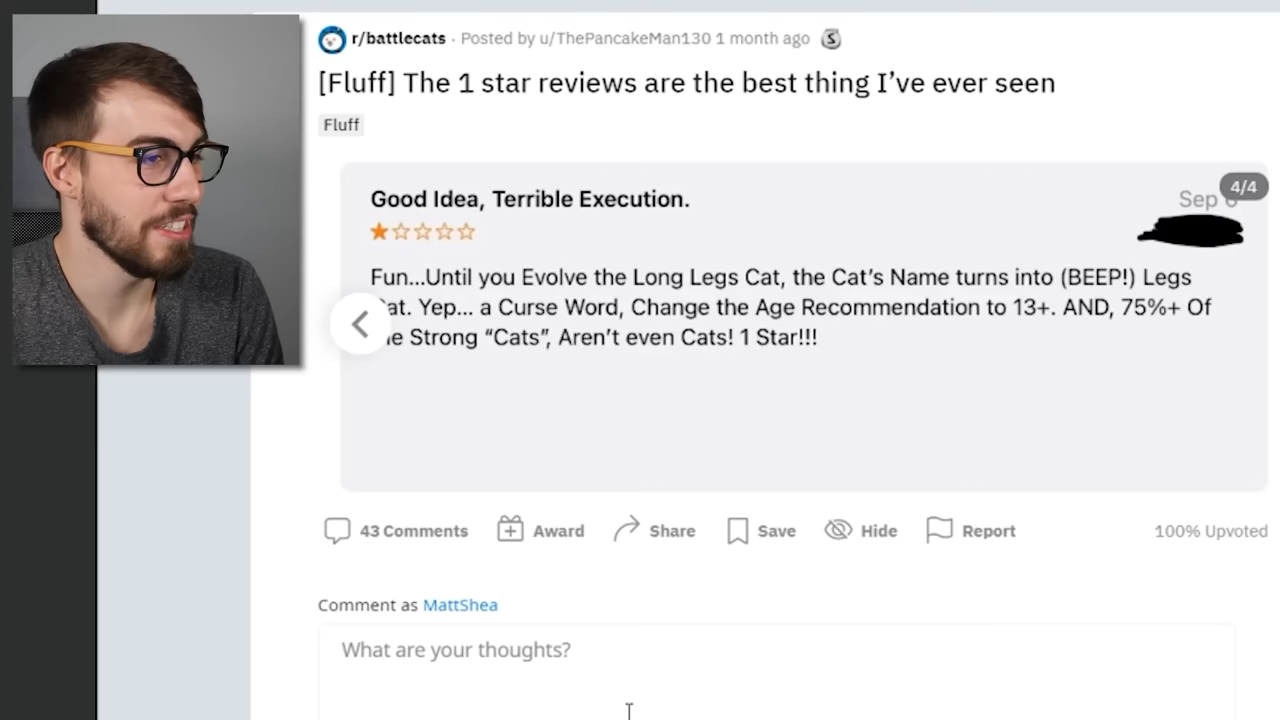 r/battlecats · Posted by u/ThePancakeMan130 1 month ago
[Fluff] The 1 star reviews are the best thing I've ever seen
Fluff
4/4
Good Idea, Terrible Execution.
Sep
Fun...Until you Evolve the Long Legs Cat, the Cat's Name turns into (BEEP!) Legs
at. Yep... a Curse Word, Change the Age Recommendation to 13+. AND, 75%+ Of
e Strong “Cats”, Aren't even Cats! 1 Star!!!
43 Comments Award Share Save Hide Report 100% Upvoted
Comment as MattShea
What are your thoughts?